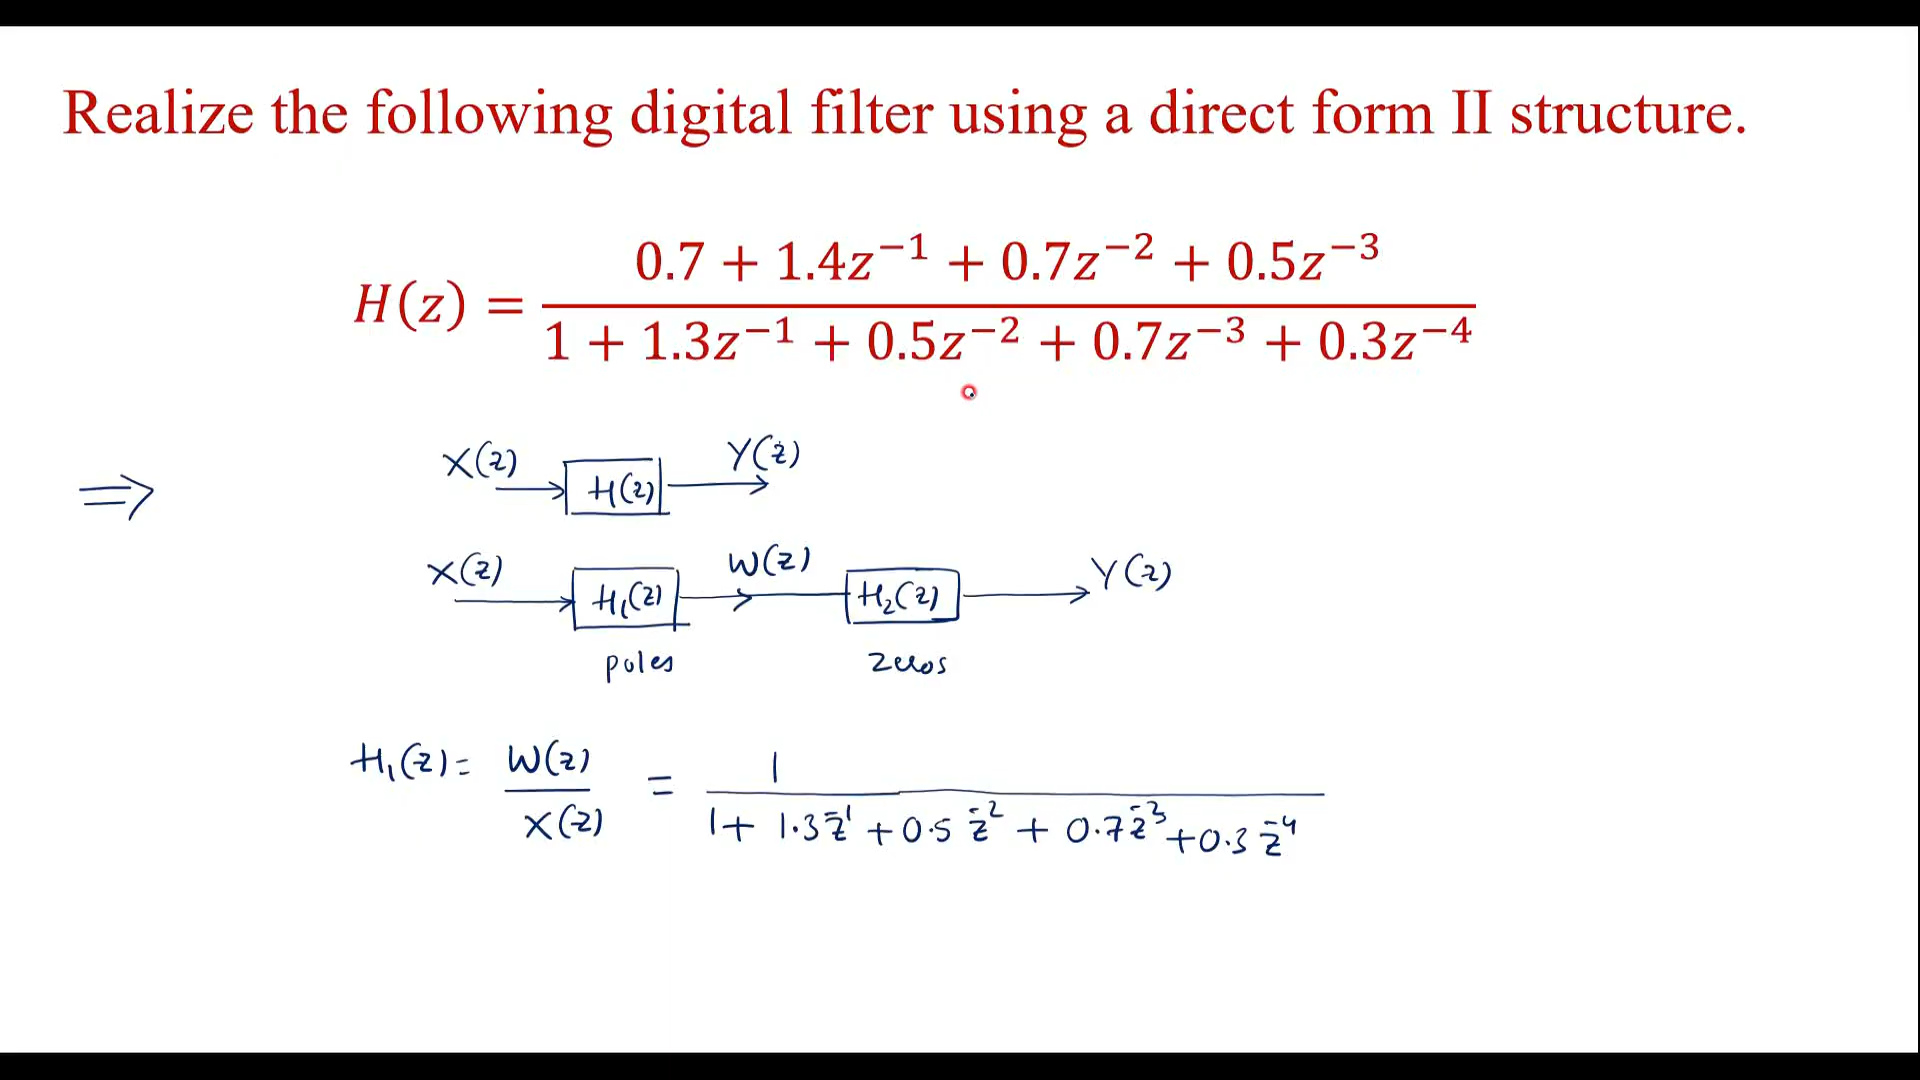 Realize the following digital filter using a direct form II structure.
H(z) = (0.7 + 1.4z⁻¹ + 0.7z⁻² + 0.5z⁻³) / (1 + 1.3z⁻¹ + 0.5z⁻² + 0.7z⁻³ + 0.3z⁻⁴)
⇒ X(z) → H(z) → Y(z)
X(z) → H₁(z) → W(z) H₂(z) → Y(z)
poles zeros
H₁(z) = W(z) / X(z) = 1 / (1 + 1.3z⁻¹ + 0.5z⁻² + 0.7z⁻³ + 0.3z⁻⁴)